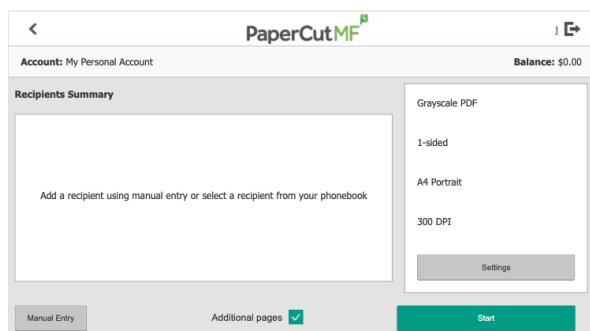 PaperCutMF
j
Account: My Personal Account
Balance: $0.00
Recipients Summary
Add a recipient using manual entry or select a recipient from your phonebook
Grayscale PDF
1-sided
A4 Portrait
300 DPI
Settings
Manual Entry
Additional pages
Start